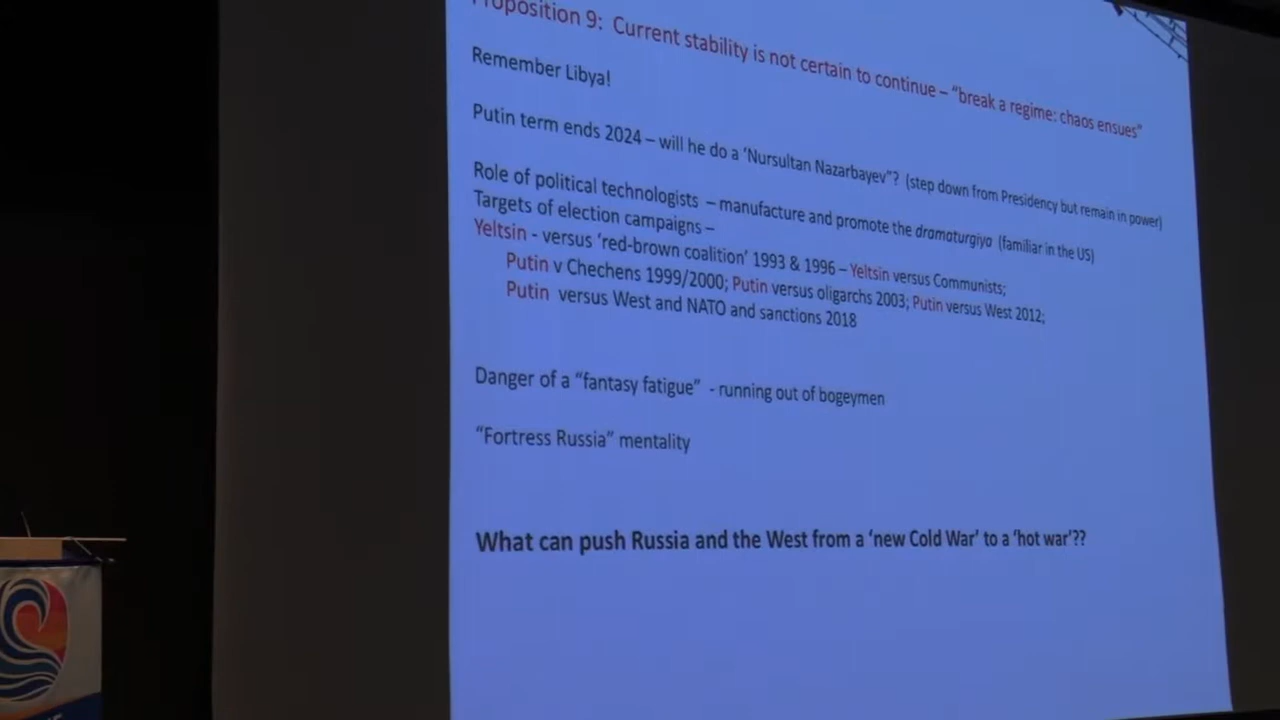 Proposition 9: Current stability is not certain to continue – "break a regime: chaos ensues"
Remember Libya!
Putin term ends 2024 – will he do a 'Nursultan Nazarbayev"? (step down from Presidency but remain in power)
Role of political technologists – manufacture and promote the dramaturgiya (familiar in the US)
Targets of election campaigns –
Yeltsin - versus 'red-brown coalition' 1993 & 1996 – Yeltsin versus Communists;
Putin v Chechens 1999/2000; Putin versus oligarchs 2003; Putin versus West 2012;
Putin versus West and NATO and sanctions 2018
Danger of a "fantasy fatigue" - running out of bogeymen
"Fortress Russia" mentality
What can push Russia and the West from a 'new Cold War' to a 'hot war'??